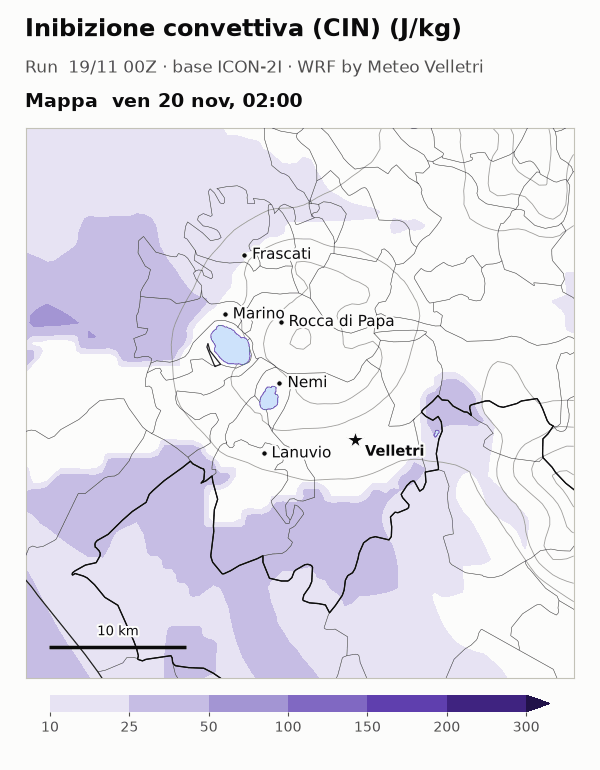 Inibizione convettiva (CIN) (J/kg)
Run  19/11 00Z · base ICON-2I · WRF by Meteo Velletri
Mappa  ven 20 nov, 02:00
Frascati
Marino
Rocca di Papa
Nemi
Velletri
Lanuvio
10 km
10 25 50 100 150 200 300